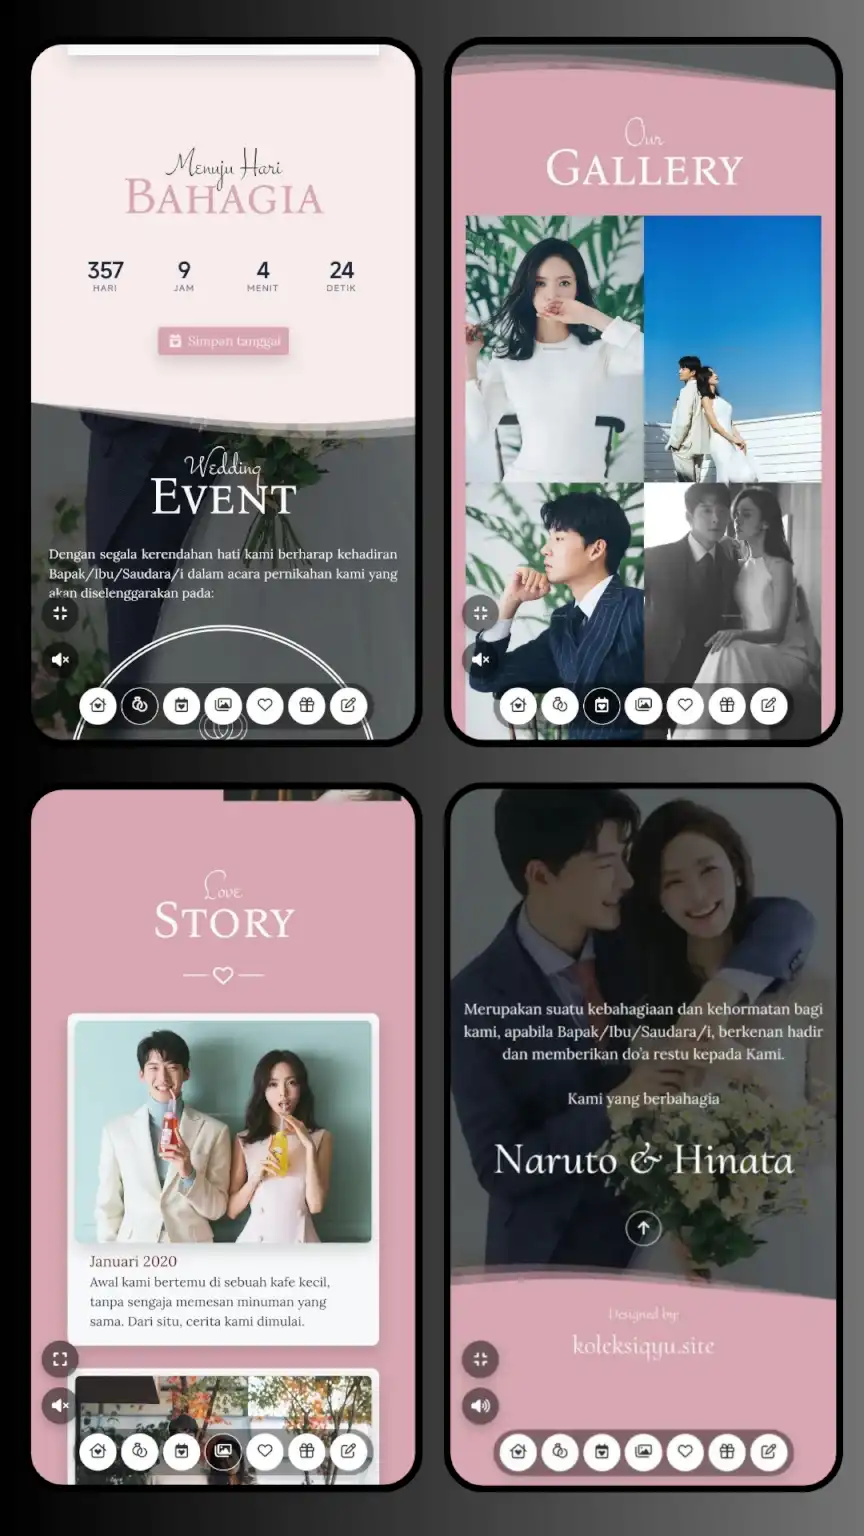 Menuju Hari
BAHAGIA
357 9 4 24
HARI JAM MENIT DETIK
Simpan tanggal
Wedding
EVENT
Dengan segala kerendahan hati kami berharap kehadiran
Bapak/Ibu/Saudara/i dalam acara pernikahan kami yang
akan diselenggarakan pada:
Our
GALLERY
Love
STORY
Januari 2020
Awal kami bertemu di sebuah kafe kecil,
tanpa sengaja memesan minuman yang
sama. Dari situ, cerita kami dimulai.
Merupakan suatu kebahagiaan dan kehormatan bagi
kami, apabila Bapak/Ibu/Saudara/i, berkenan hadir
dan memberikan do'a restu kepada Kami.
Kami yang berbahagia
Naruto & Hinata
Designed by:
koleksiqyu.site